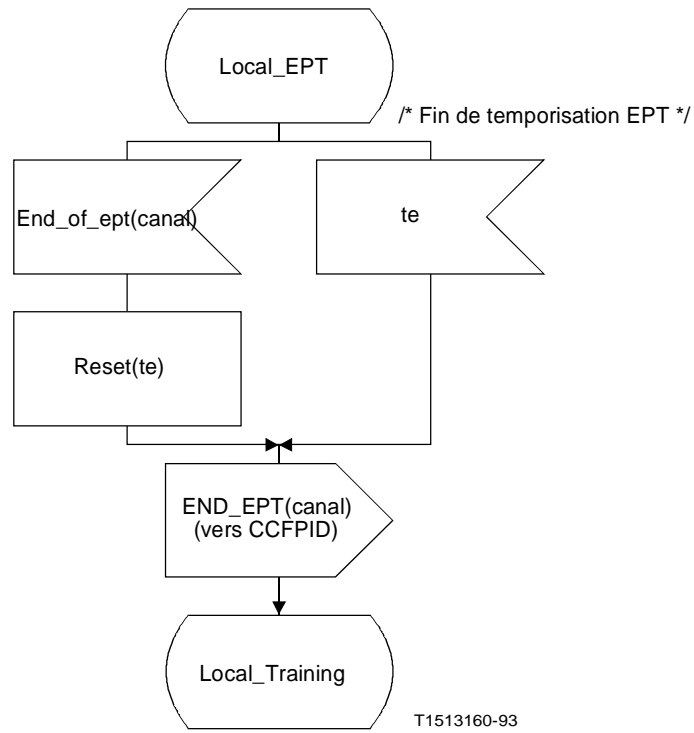 Local_EPT
/* Fin de temporisation EPT */
End_of_ept(canal)
te
Reset(te)
END_EPT(canal)
(vers CCFPID)
Local_Training
T1513160-93